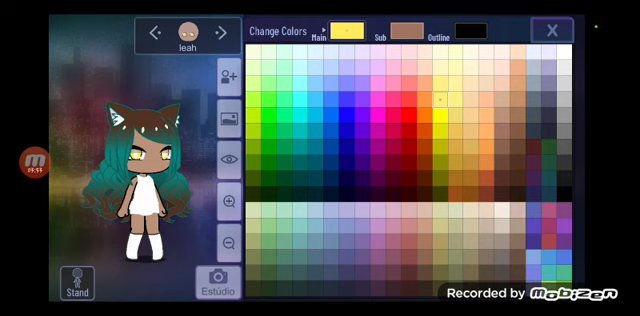 leah
Change Colors
Main
Sub
Outline
Stand
Estúdio
Recorded by
mobizen